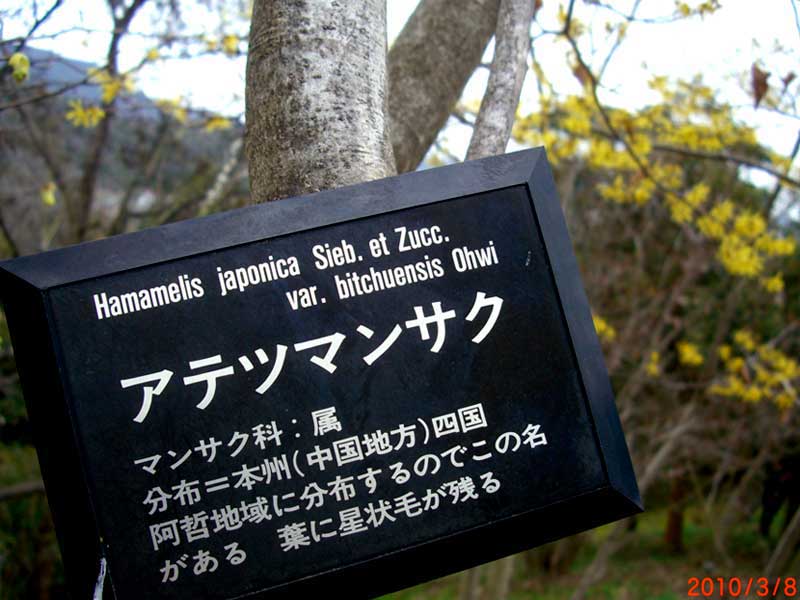 Hamamelis japonica Sieb. et Zucc.
var. bitchuensis Ohwi
アテツマンサク
マンサク科：属
分布＝本州(中国地方)四国
阿哲地域に分布するのでこの名
がある　葉に星状毛が残る
2010/3/8